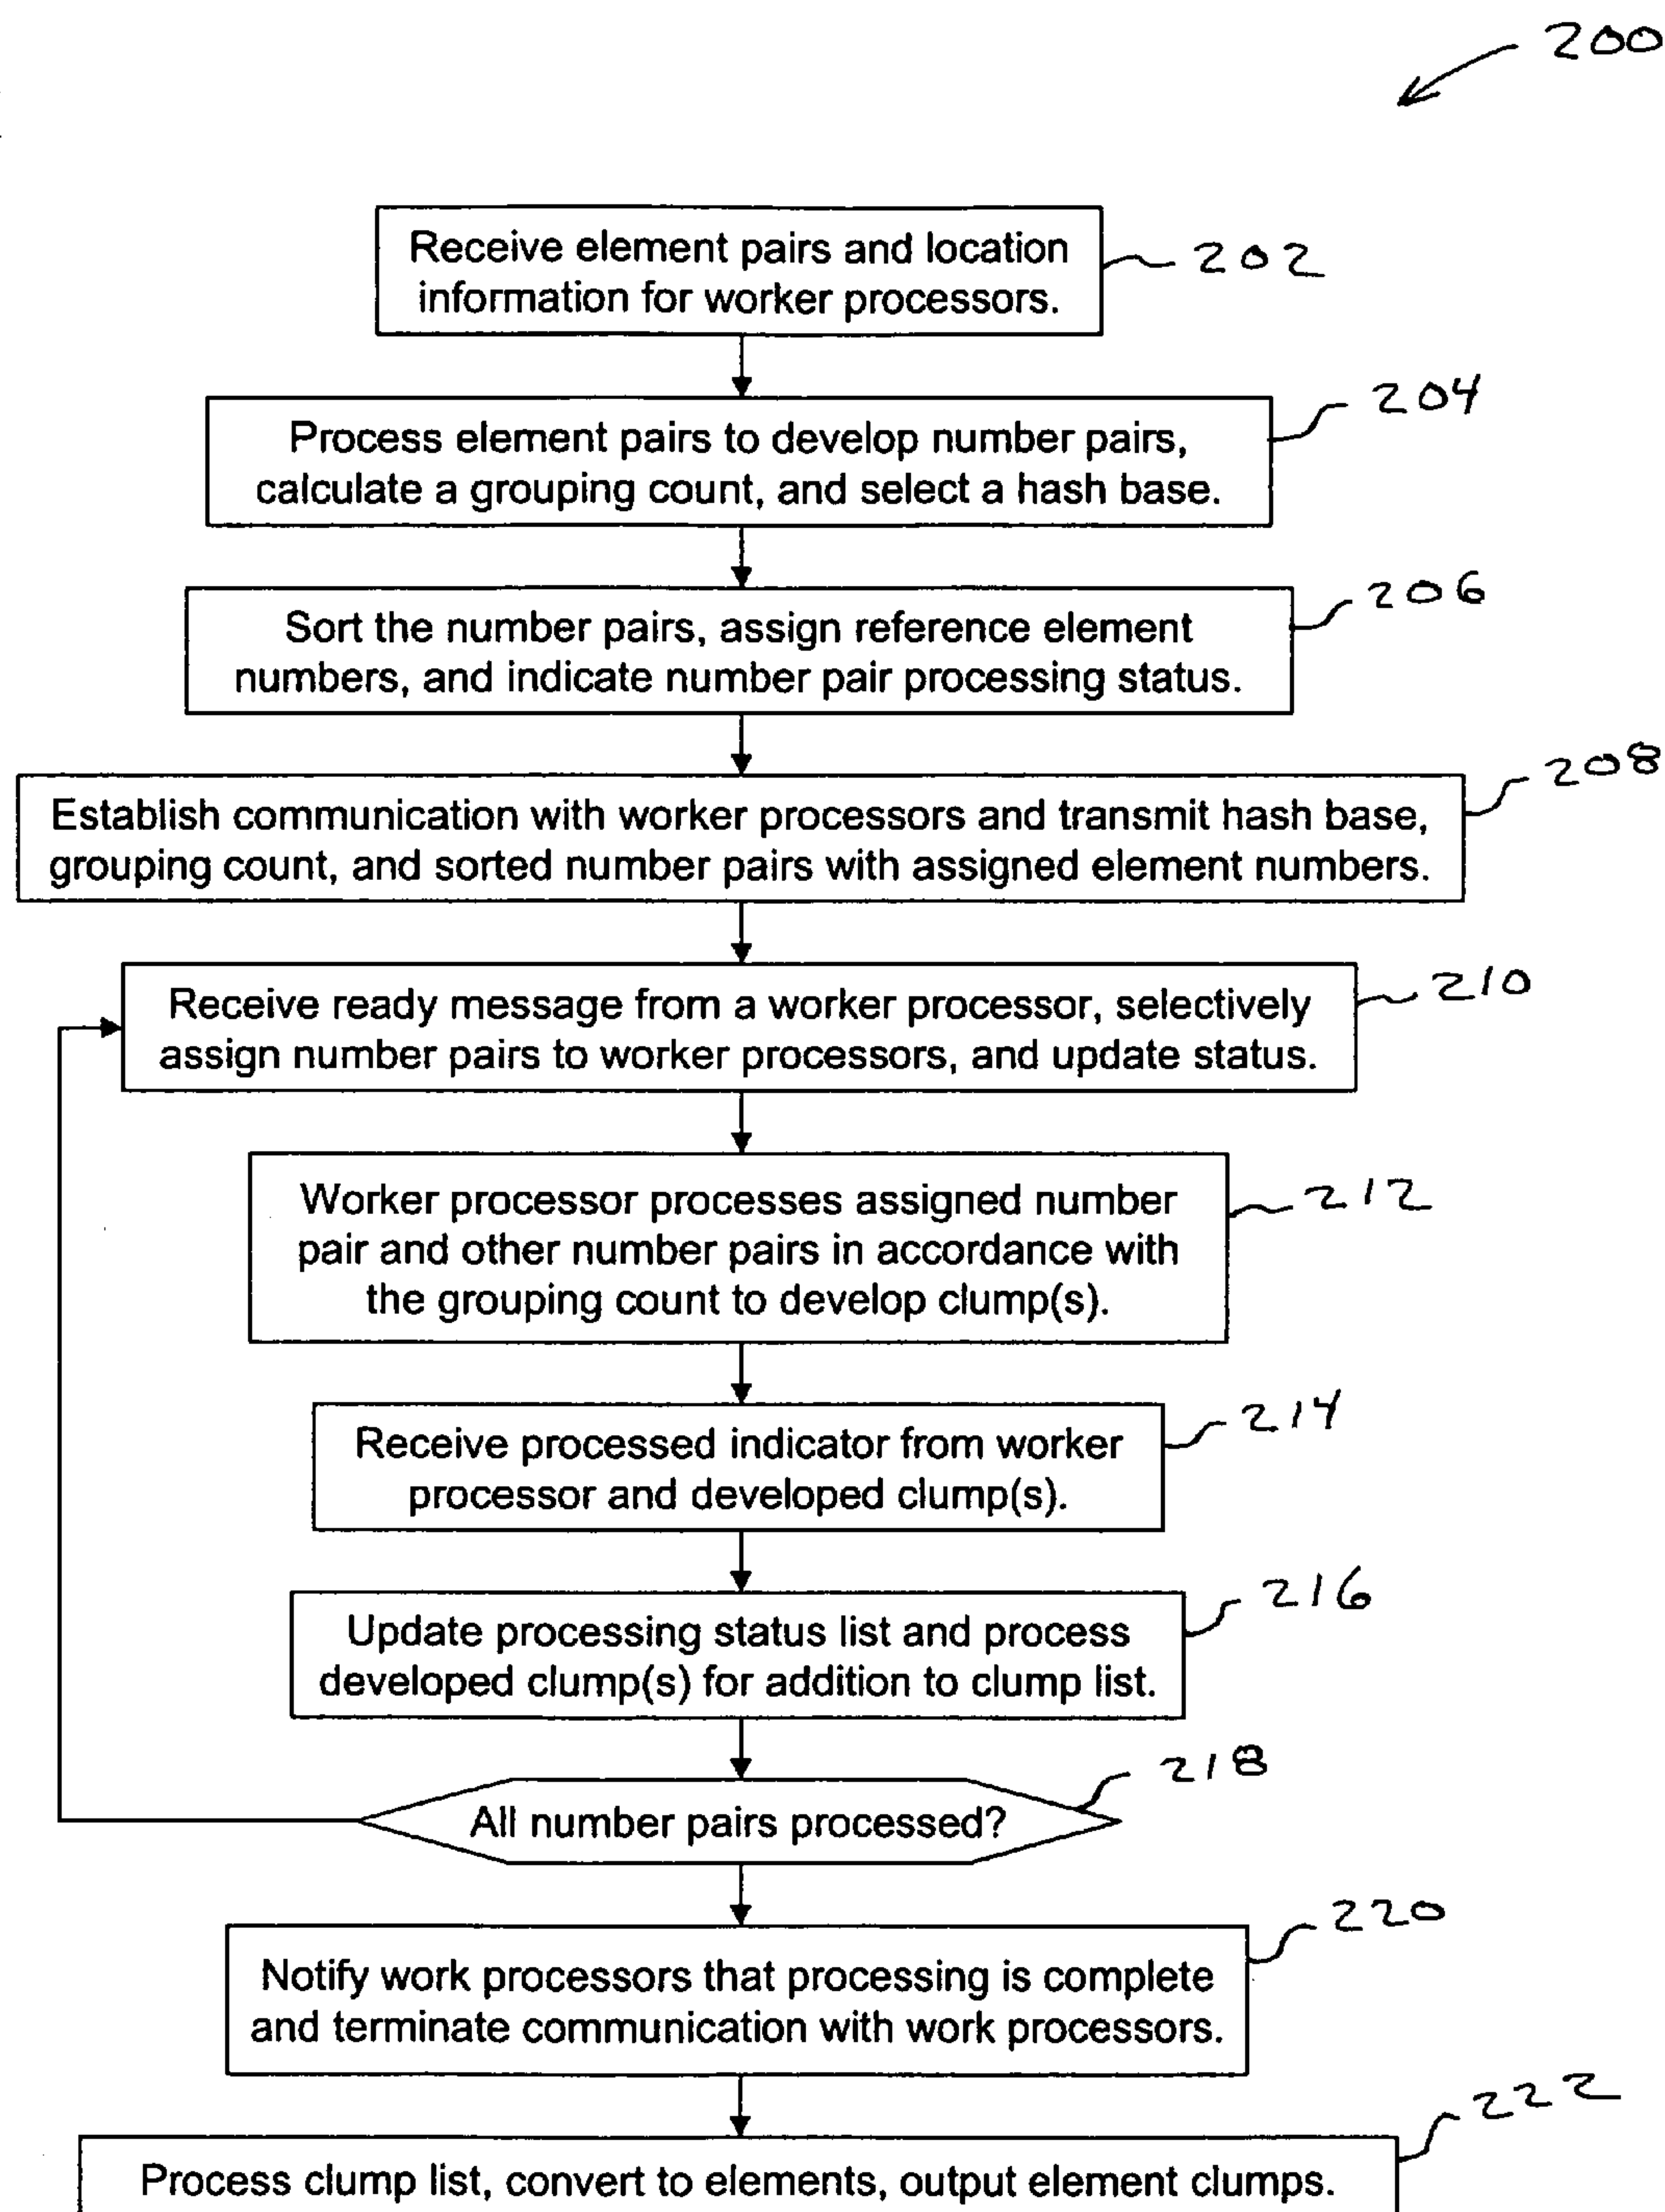 200
Receive element pairs and location
information for worker processors.
202
Process element pairs to develop number pairs,
calculate a grouping count, and select a hash base.
204
Sort the number pairs, assign reference element
numbers, and indicate number pair processing status.
206
Establish communication with worker processors and transmit hash base,
grouping count, and sorted number pairs with assigned element numbers.
208
Receive ready message from a worker processor, selectively
assign number pairs to worker processors, and update status.
210
Worker processor processes assigned number
pair and other number pairs in accordance with
the grouping count to develop clump(s).
212
Receive processed indicator from worker
processor and developed clump(s).
214
Update processing status list and process
developed clump(s) for addition to clump list.
216
All number pairs processed?
218
Notify work processors that processing is complete
and terminate communication with work processors.
220
Process clump list, convert to elements, output element clumps.
222